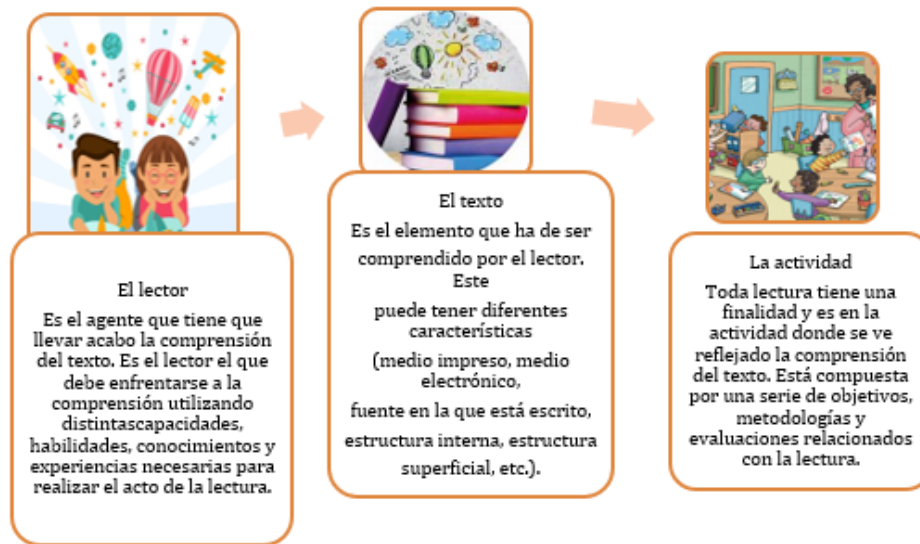 El lector
Es el agente que tiene que
llevar acabo la comprensión
del texto. Es el lector el que
debe enfrentarse a la
comprensión utilizando
distintascapacidades,
habilidades, conocimientos y
experiencias necesarias para
realizar el acto de la lectura.
El texto
Es el elemento que ha de ser
comprendido por el lector.
Este
puede tener diferentes
características
(medio impreso, medio
electrónico,
fuente en la que está escrito,
estructura interna, estructura
superficial, etc.).
La actividad
Toda lectura tiene una
finalidad y es en la
actividad donde se ve
reflejado la comprensión
del texto. Está compuesta
por una serie de objetivos,
metodologías y
evaluaciones relacionados
con la lectura.